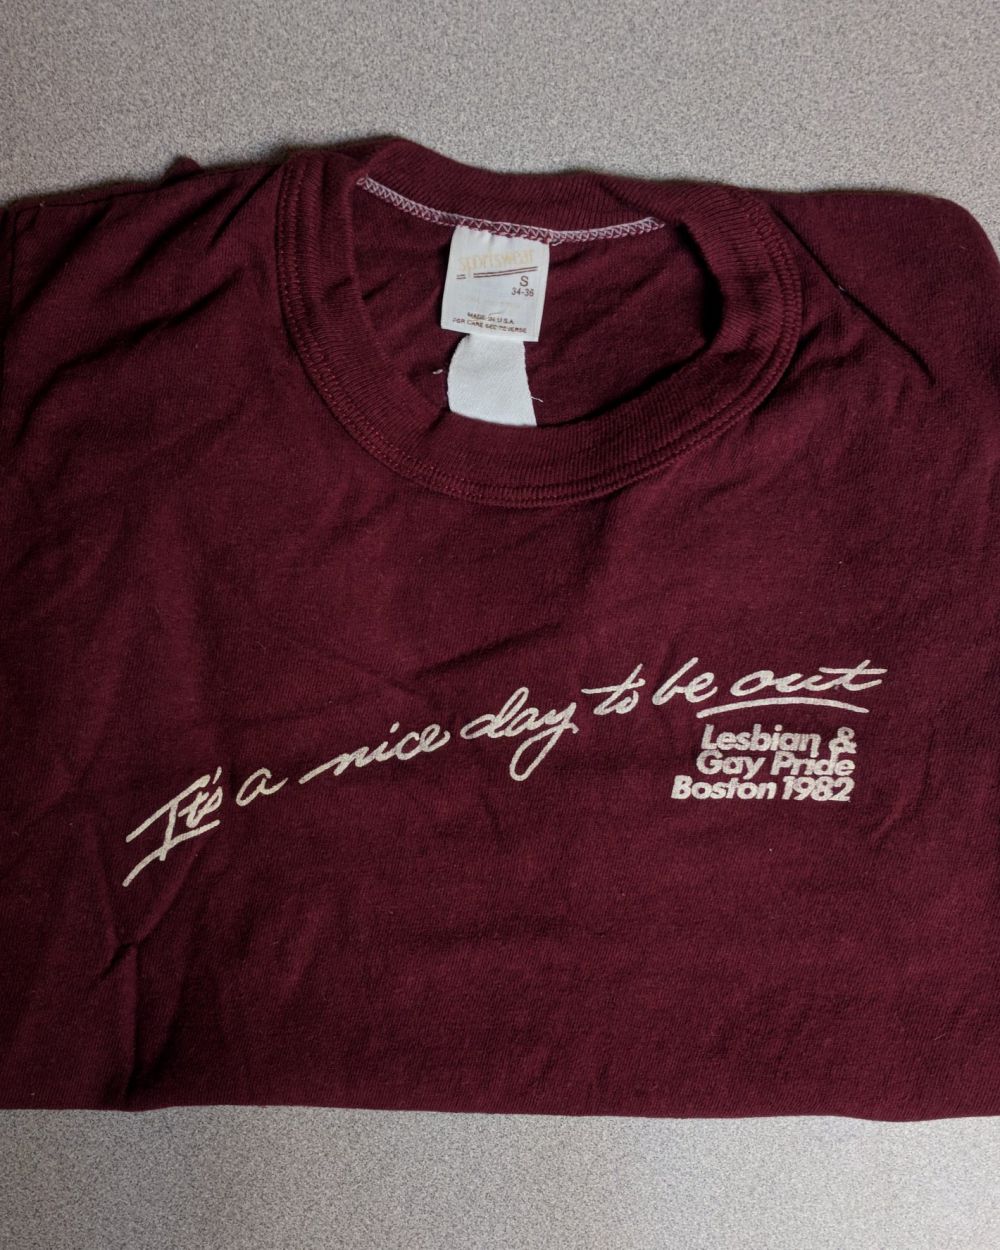 sportswear
S
34-36
MADE IN U.S.A.
FOR CARE SEE REVERSE
It's a nice day to be out
Lesbian &
Gay Pride
Boston 1982